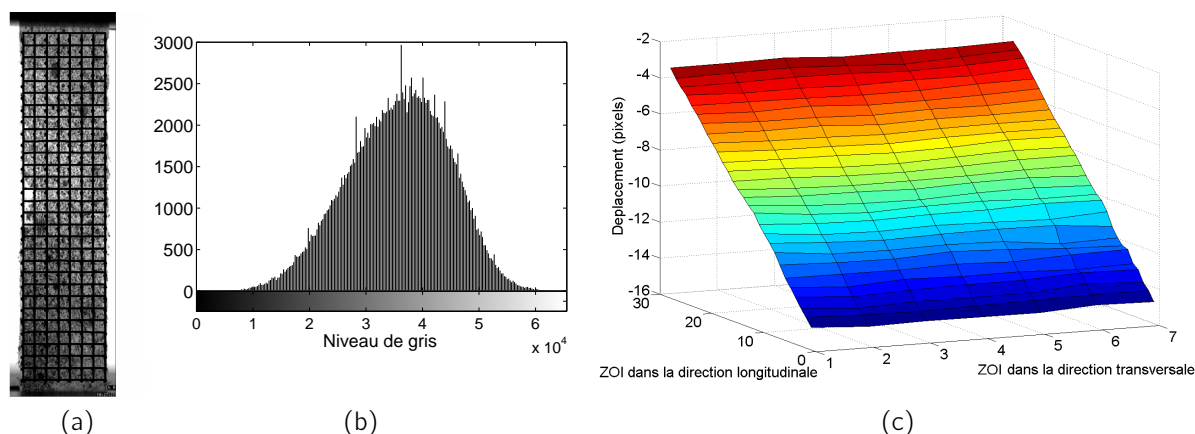 3000
2500
2000
1500
1000
500
0
0 1 2 3 4 5 6
x 10⁴
Niveau de gris
-2
-4
-6
-8
-10
-12
-14
-16
Deplacement (pixels)
30
20
10
0
1 2 3 4 5 6 7
ZOI dans la direction longitudinale
ZOI dans la direction transversale
(a) (b) (c)